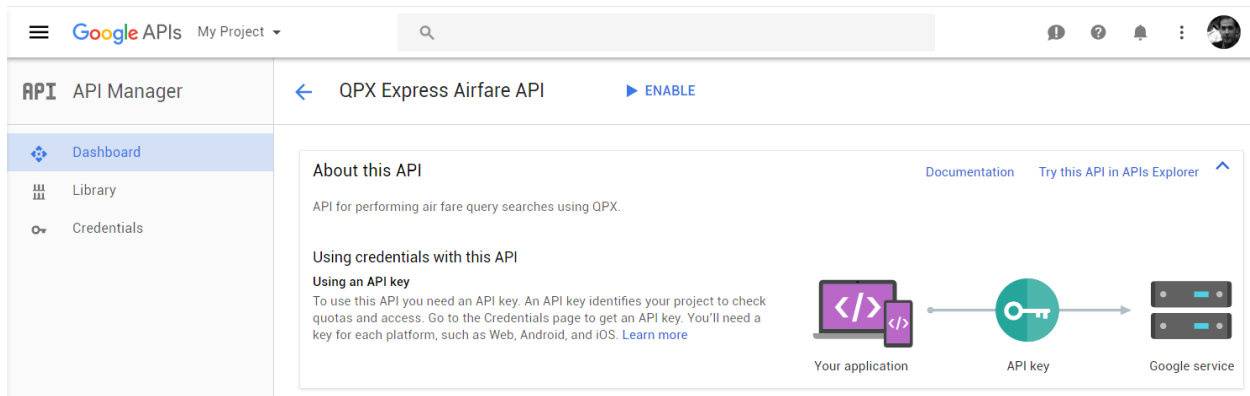 Google APIs My Project
API API Manager
QPX Express Airfare API
ENABLE
Dashboard
Library
Credentials
About this API
Documentation
Try this API in APIs Explorer
API for performing air fare query searches using QPX.
Using credentials with this API
Using an API key
To use this API you need an API key. An API key identifies your project to check
quotas and access. Go to the Credentials page to get an API key. You'll need a
key for each platform, such as Web, Android, and iOS. Learn more
</>
</>
Your application
API key
Google service